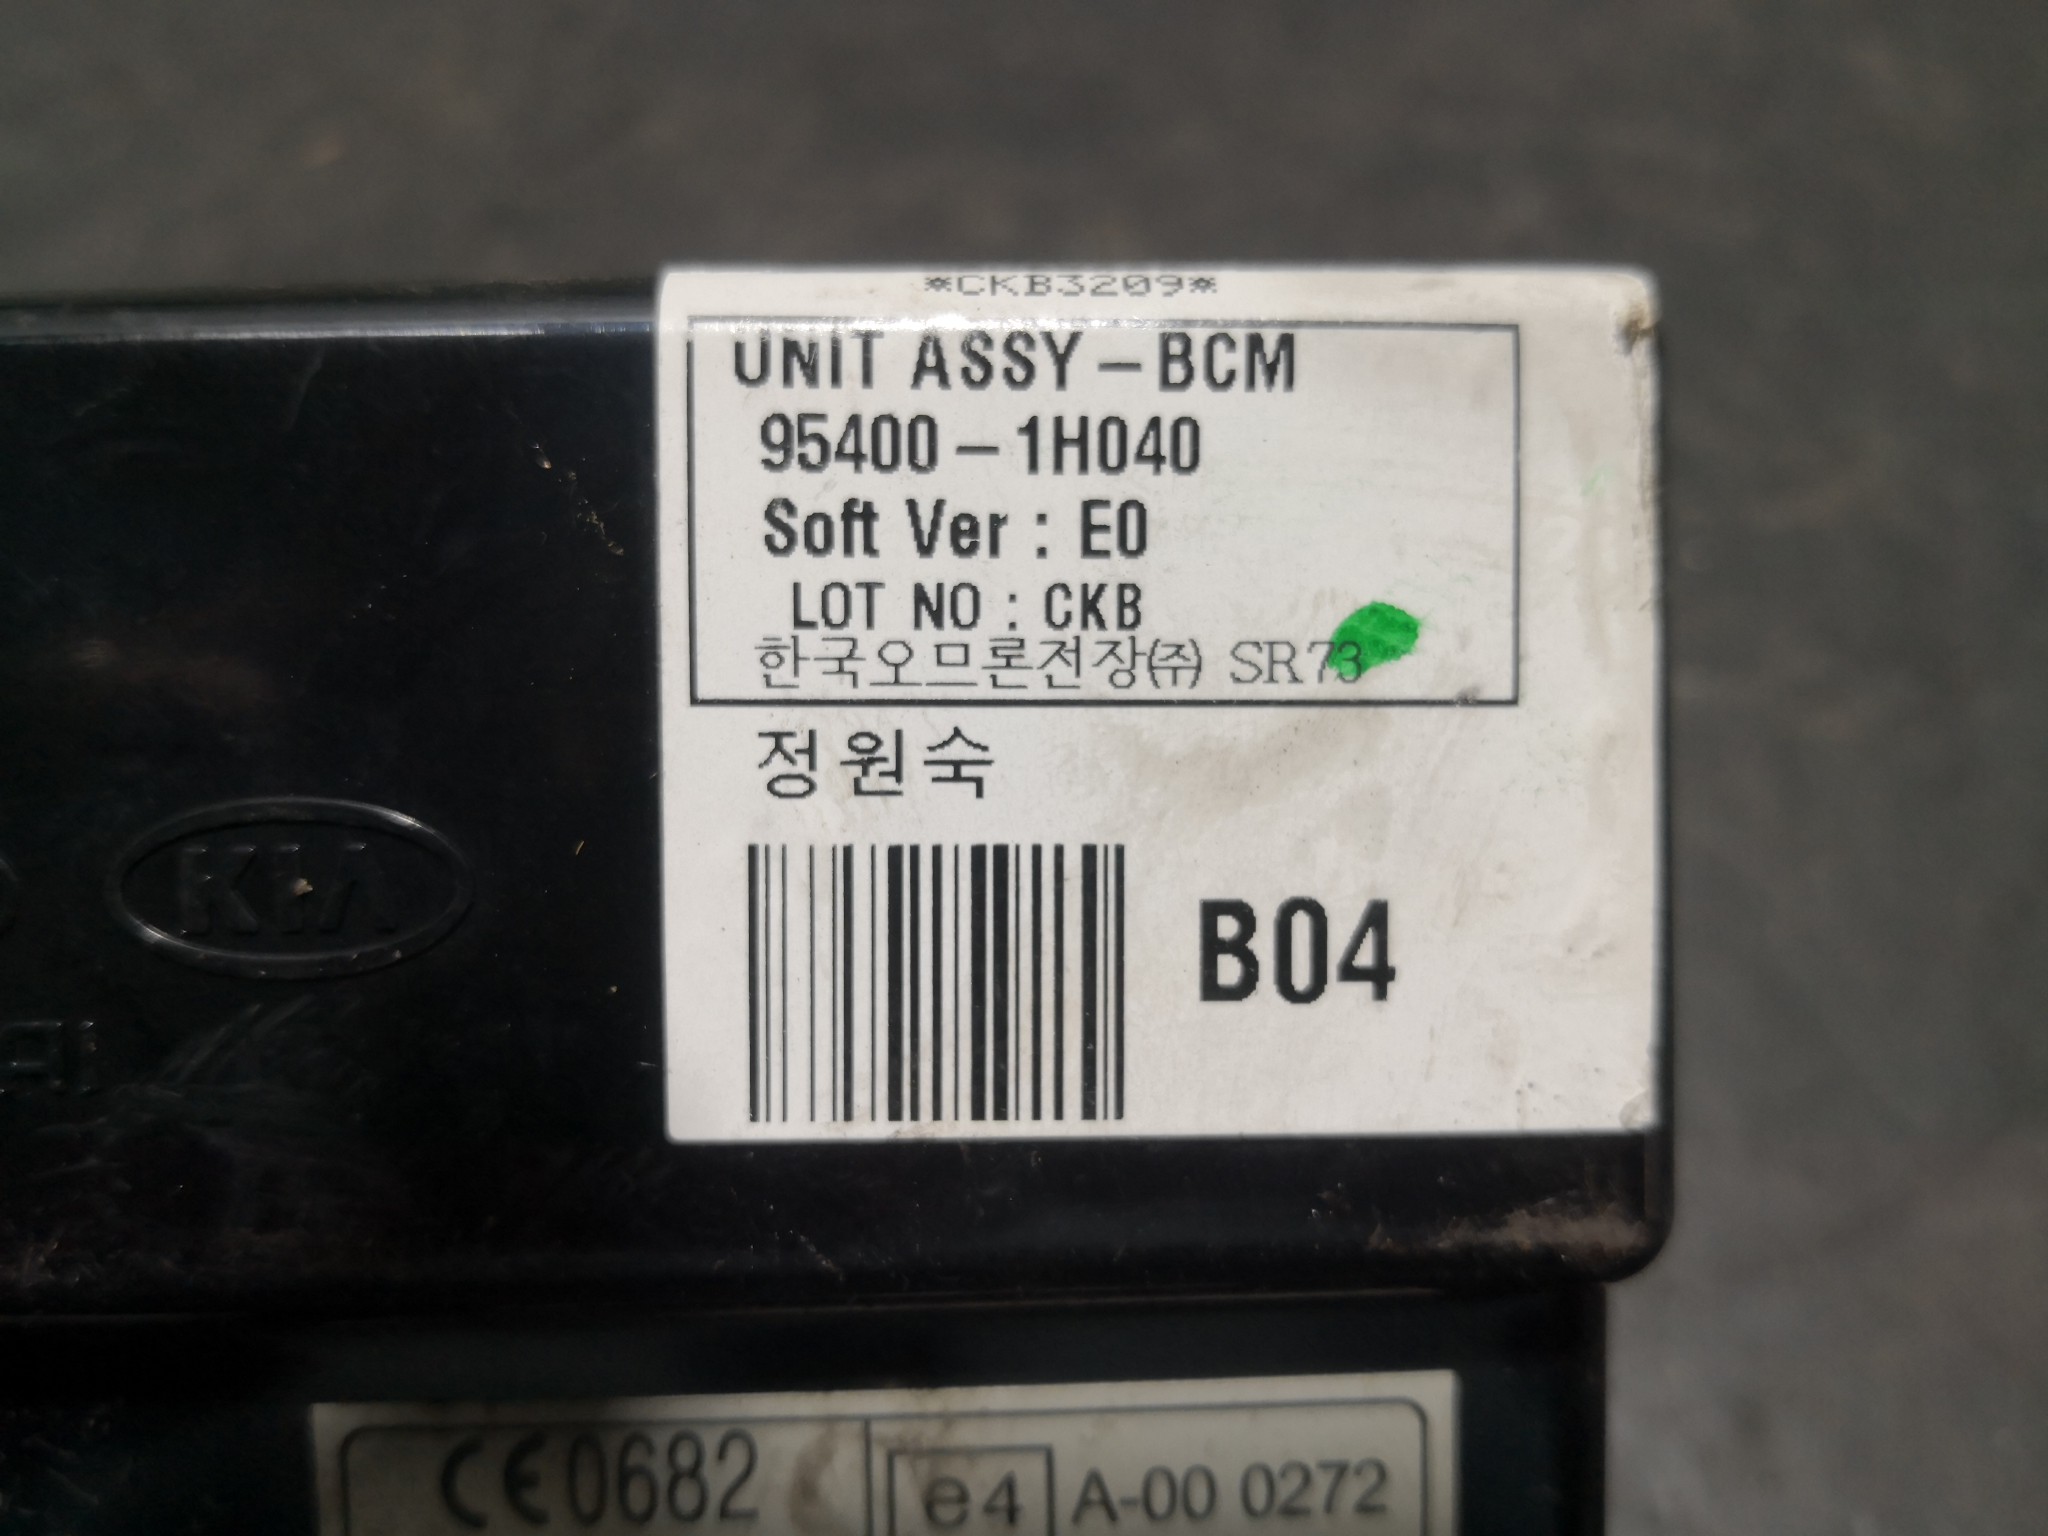 *CKB3209*
UNIT ASSY-BCM
95400-1H040
Soft Ver : E0
LOT NO : CKB
한국오므론전장㈜ SR73
정원숙
B04
KIA
CE0682
e4 A-00 0272